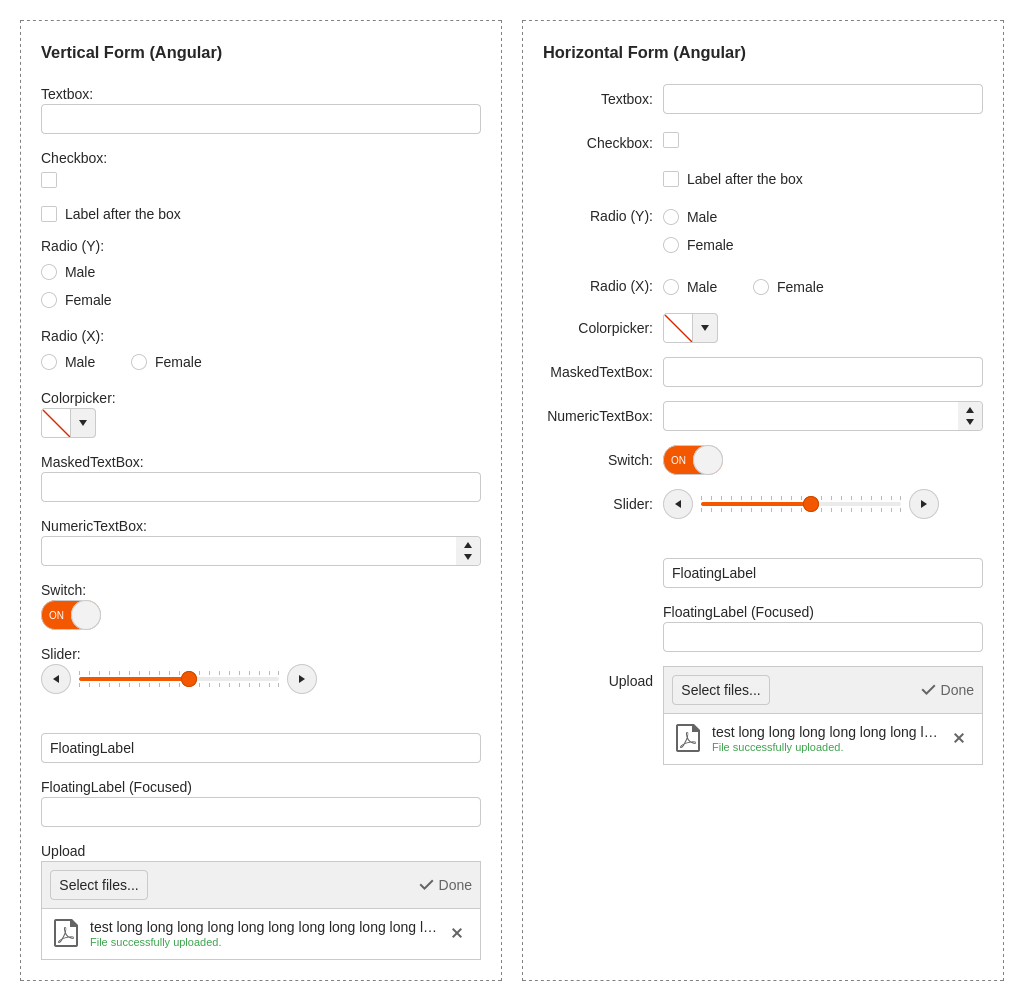 Vertical Form (Angular)
Textbox:
Checkbox:
Label after the box
Radio (Y):
Male
Female
Radio (X):
Male Female
Colorpicker:
MaskedTextBox:
NumericTextBox:
Switch:
ON
Slider:
FloatingLabel
FloatingLabel (Focused)
Upload
Select files... Done
test long long long long long long long long long long l…
File successfully uploaded.
Horizontal Form (Angular)
Textbox:
Checkbox:
Label after the box
Radio (Y): Male
Female
Radio (X): Male Female
Colorpicker:
MaskedTextBox:
NumericTextBox:
Switch: ON
Slider:
FloatingLabel
FloatingLabel (Focused)
Upload Select files... Done
test long long long long long long l…
File successfully uploaded.